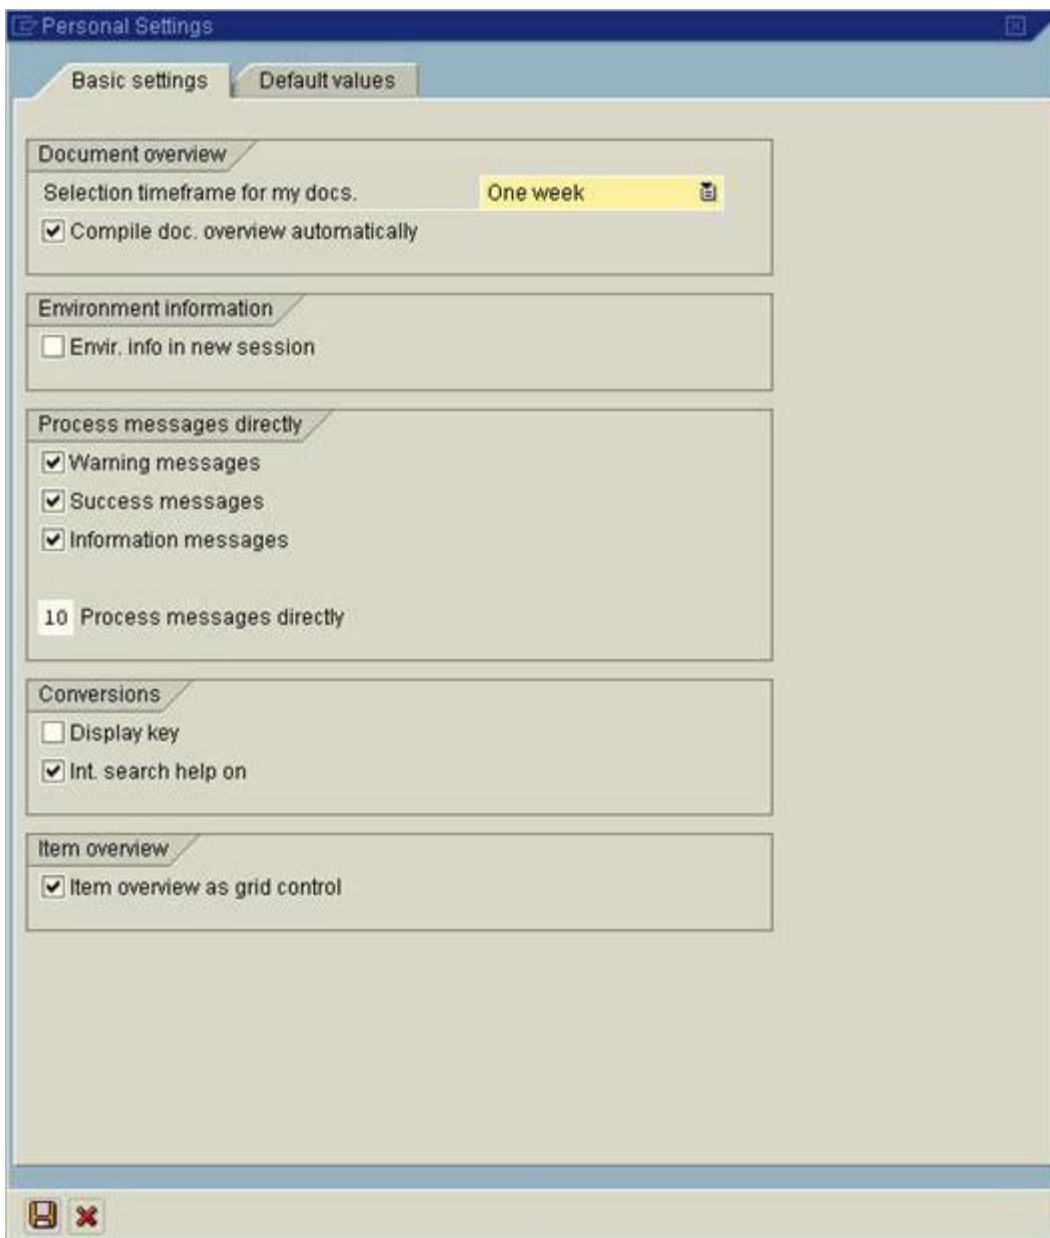 Personal Settings
Basic settings Default values
Document overview
Selection timeframe for my docs. One week
Compile doc. overview automatically
Environment information
Envir. info in new session
Process messages directly
Warning messages
Success messages
Information messages
10 Process messages directly
Conversions
Display key
Int. search help on
Item overview
Item overview as grid control